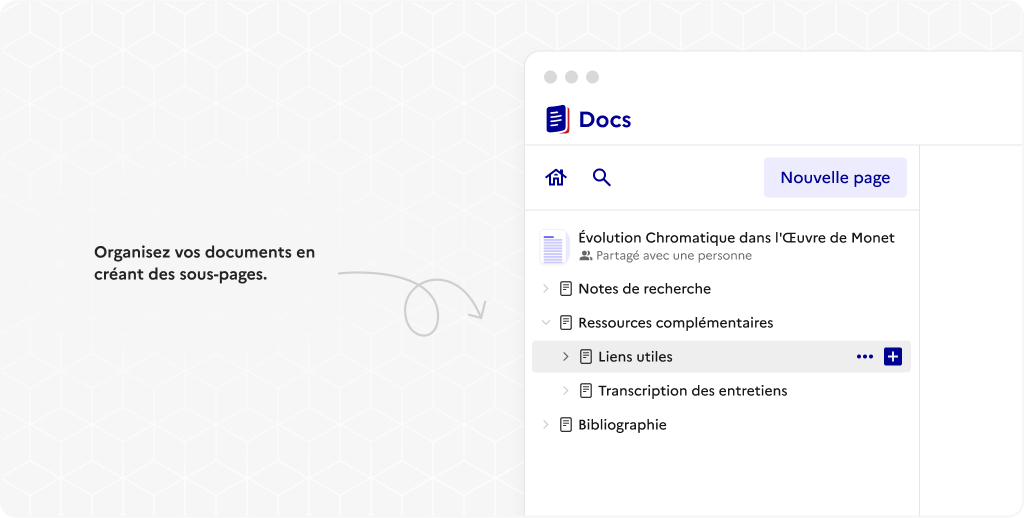 Docs
Nouvelle page
Organisez vos documents en
créant des sous-pages.
Évolution Chromatique dans l'Œuvre de Monet
Partagé avec une personne
Notes de recherche
Ressources complémentaires
Liens utiles
Transcription des entretiens
Bibliographie